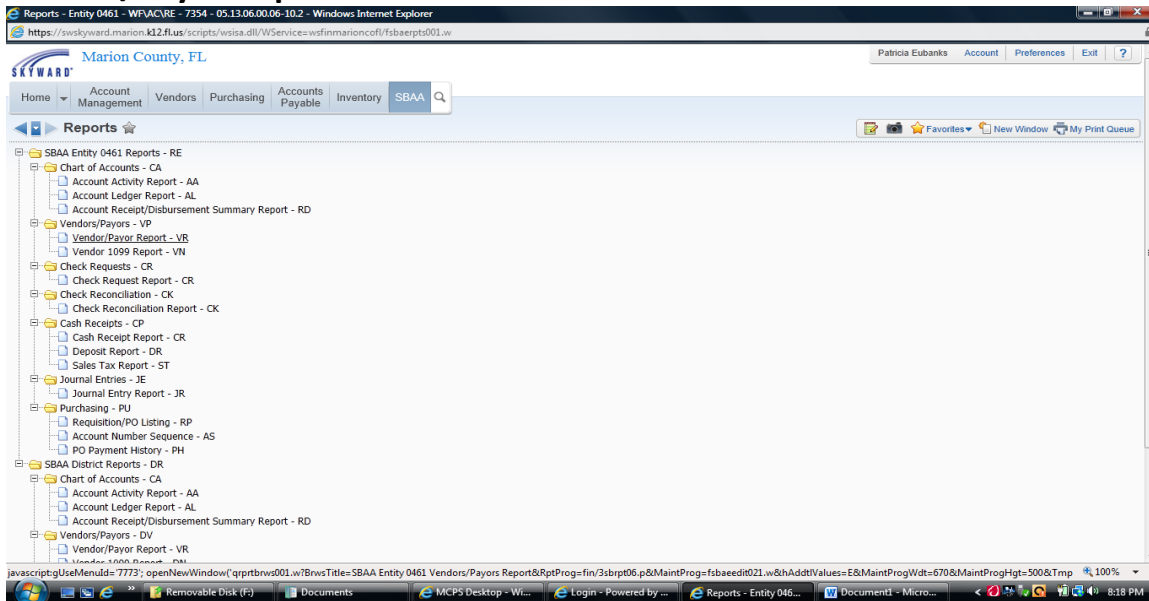 Reports - Entity 0461 - WF\AC\RE - 7354 - 05.13.06.00.06-10.2 - Windows Internet Explorer
https://swskyward.marion.k12.fl.us/scripts/wsisa.dll/WService=wsfinmarioncofl/fsbaerpts001.w
SKYWARD® Marion County, FL Patricia Eubanks Account Preferences Exit ?
Home Account Management Vendors Purchasing Accounts Payable Inventory SBAA
Reports Favorites New Window My Print Queue
SBAA Entity 0461 Reports - RE
Chart of Accounts - CA
Account Activity Report - AA
Account Ledger Report - AL
Account Receipt/Disbursement Summary Report - RD
Vendors/Payors - VP
Vendor/Payor Report - VR
Vendor 1099 Report - VN
Check Requests - CR
Check Request Report - CR
Check Reconciliation - CK
Check Reconciliation Report - CK
Cash Receipts - CP
Cash Receipt Report - CR
Deposit Report - DR
Sales Tax Report - ST
Journal Entries - JE
Journal Entry Report - JR
Purchasing - PU
Requisition/PO Listing - RP
Account Number Sequence - AS
PO Payment History - PH
SBAA District Reports - DR
Chart of Accounts - CA
Account Activity Report - AA
Account Ledger Report - AL
Account Receipt/Disbursement Summary Report - RD
Vendors/Payors - DV
Vendor/Payor Report - VR
Vendor 1099 Report - DN
javascript:gUseMenuId='7773'; openNewWindow('qrprtbrws001.w?BrwsTitle=SBAA Entity 0461 Vendors/Payors Report&RptProg=fin/3sbrpt06.p&MaintProg=fsbaeedit021.w&hAddtlValues=E&MaintProgWdt=670&MaintProgHgt=500&Tmp 100%
Removable Disk (F:) Documents MCPS Desktop - Wi... Login - Powered by ... Reports - Entity 046... Document1 - Micro... 8:18 PM